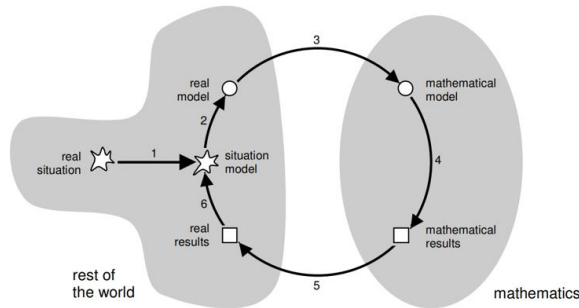 3
real
model
mathematical
model
2
real
situation
1
situation
model
4
6
real
results
mathematical
results
5
rest of
the world
mathematics